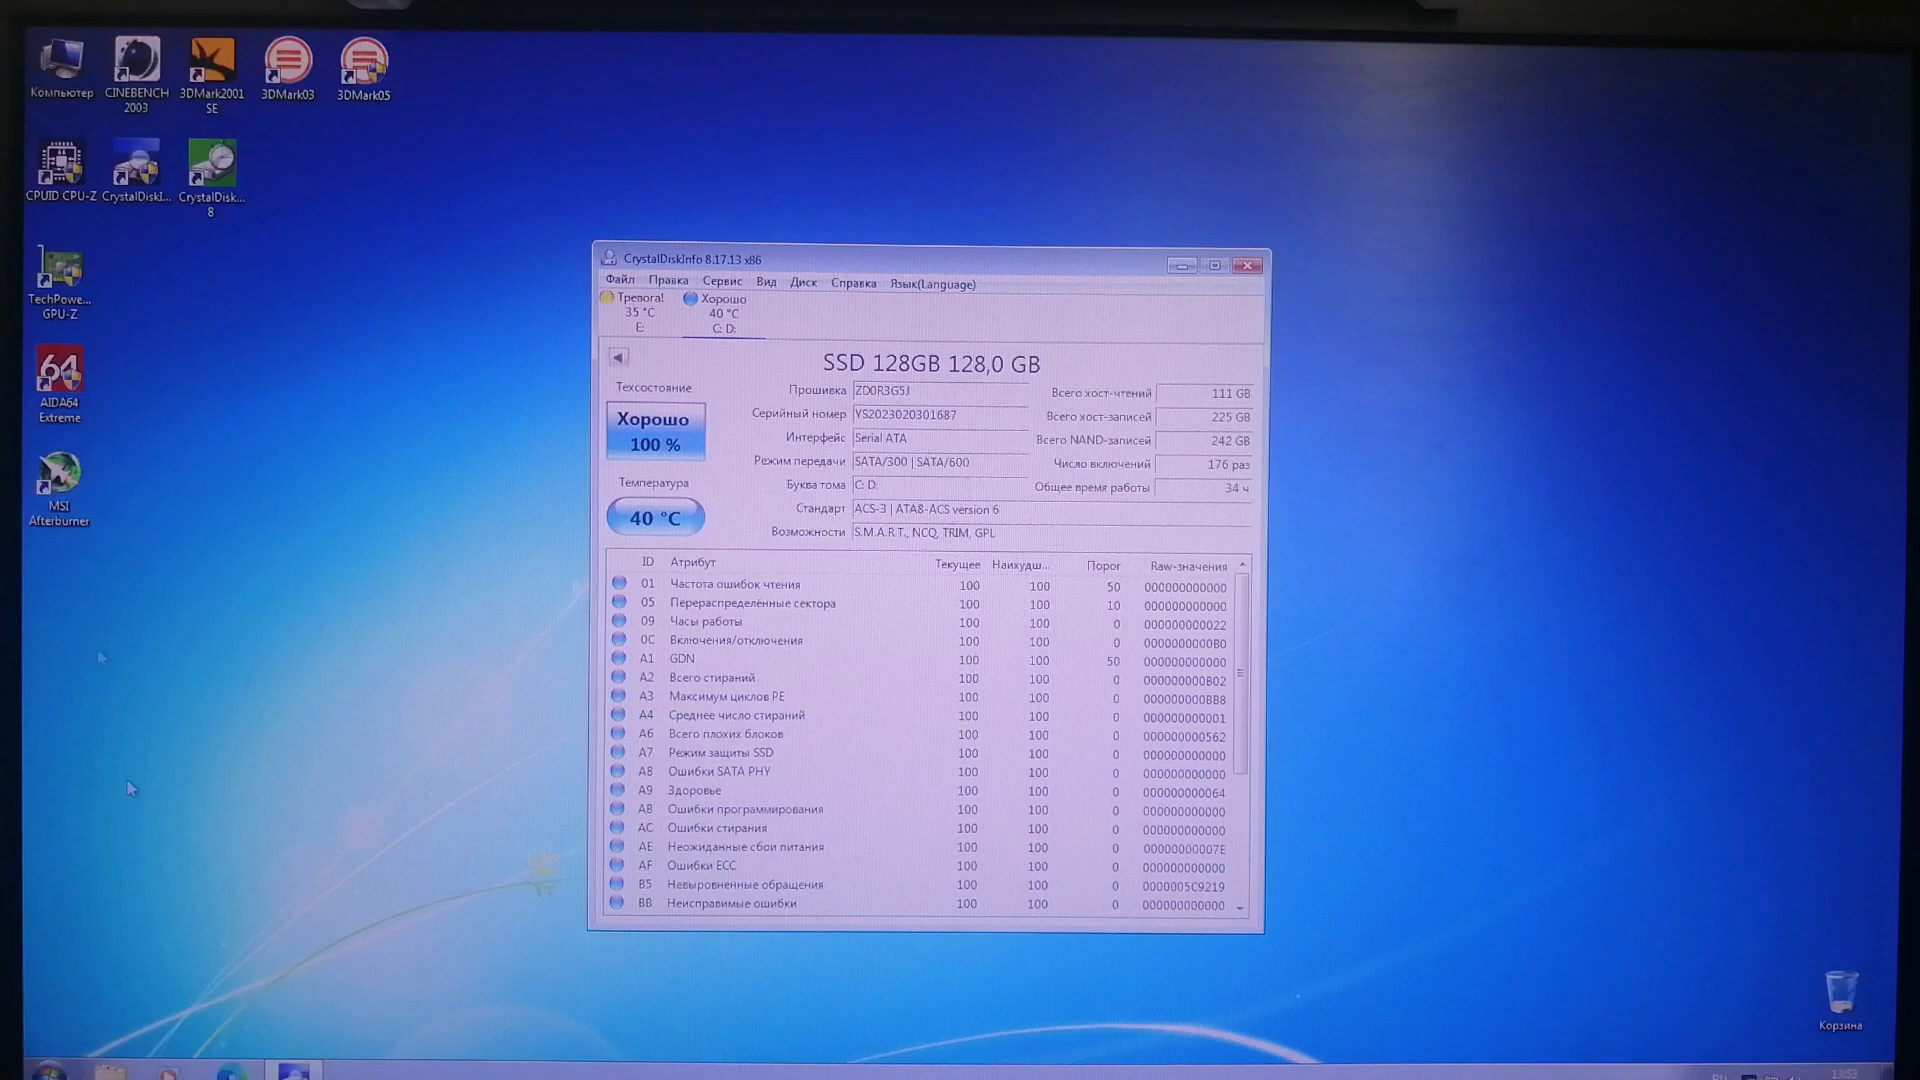 Компьютер
CINEBENCH
2003
3DMark2001
SE
3DMark03
3DMark05
CPUID CPU-Z
CrystalDiskI...
CrystalDisk...
8
TechPowe...
GPU-Z
64
AIDA64
Extreme
MSI
Afterburner
CrystalDiskInfo 8.17.13 x86
Файл Правка Сервис Вид Диск Справка Язык(Language)
Тревога! Хорошо
35 °C 40 °C
E: C: D:
SSD 128GB 128,0 GB
Техсостояние
Хорошо
100 %
Температура
40 °C
Прошивка ZD0R3G5J
Серийный номер YS2023020301687
Интерфейс Serial ATA
Режим передачи SATA/300 | SATA/600
Буква тома C: D:
Стандарт ACS-3 | ATA8-ACS version 6
Возможности S.M.A.R.T., NCQ, TRIM, GPL
Всего хост-чтений 111 GB
Всего хост-записей 225 GB
Всего NAND-записей 242 GB
Число включений 176 раз
Общее время работы 34 ч
ID Атрибут Текущее Наихудш... Порог Raw-значения
01 Частота ошибок чтения 100 100 50 000000000000
05 Перераспределённые сектора 100 100 10 000000000000
09 Часы работы 100 100 0 000000000022
0C Включения/отключения 100 100 0 0000000000B0
A1 GDN 100 100 50 000000000000
A2 Всего стираний 100 100 0 000000000B02
A3 Максимум циклов PE 100 100 0 000000000BB8
A4 Среднее число стираний 100 100 0 000000000001
A6 Всего плохих блоков 100 100 0 000000000562
A7 Режим защиты SSD 100 100 0 000000000000
A8 Ошибки SATA PHY 100 100 0 000000000000
A9 Здоровье 100 100 0 000000000064
AB Ошибки программирования 100 100 0 000000000000
AC Ошибки стирания 100 100 0 000000000000
AE Неожиданные сбои питания 100 100 0 00000000007E
AF Ошибки ECC 100 100 0 000000000000
B5 Невыровненные обращения 100 100 0 0000005C9219
BB Неисправимые ошибки 100 100 0 000000000000
Корзина
13:53